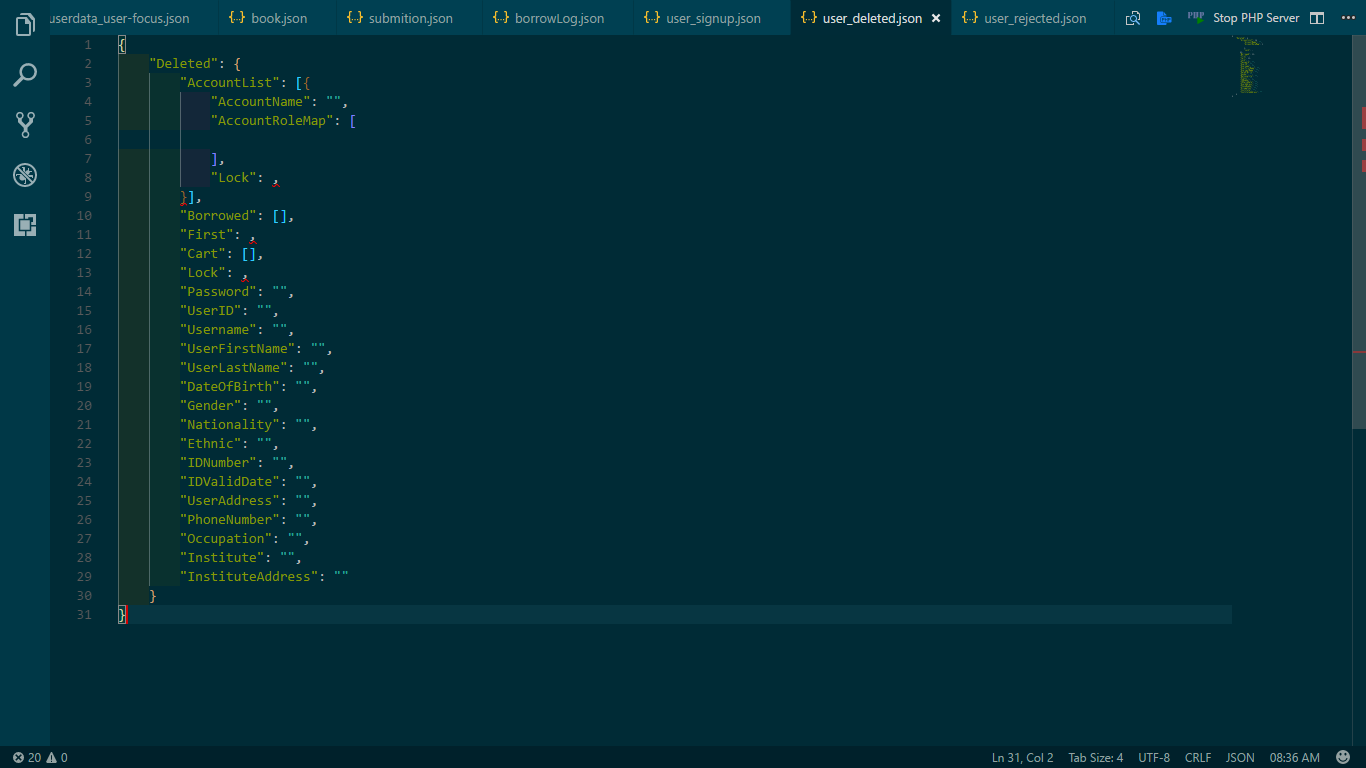 userdata_user-focus.json book.json submition.json borrowLog.json user_signup.json user_deleted.json × user_rejected.json PHP Stop PHP Server ···
1 {
2 "Deleted": {
3 "AccountList": [{
4 "AccountName": "",
5 "AccountRoleMap": [
6
7 ],
8 "Lock": ,
9 }],
10 "Borrowed": [],
11 "First": ,
12 "Cart": [],
13 "Lock": ,
14 "Password": "",
15 "UserID": "",
16 "Username": "",
17 "UserFirstName": "",
18 "UserLastName": "",
19 "DateOfBirth": "",
20 "Gender": "",
21 "Nationality": "",
22 "Ethnic": "",
23 "IDNumber": "",
24 "IDValidDate": "",
25 "UserAddress": "",
26 "PhoneNumber": "",
27 "Occupation": "",
28 "Institute": "",
29 "InstituteAddress": ""
30 }
31 }
20 0 Ln 31, Col 2 Tab Size: 4 UTF-8 CRLF JSON 08:36 AM